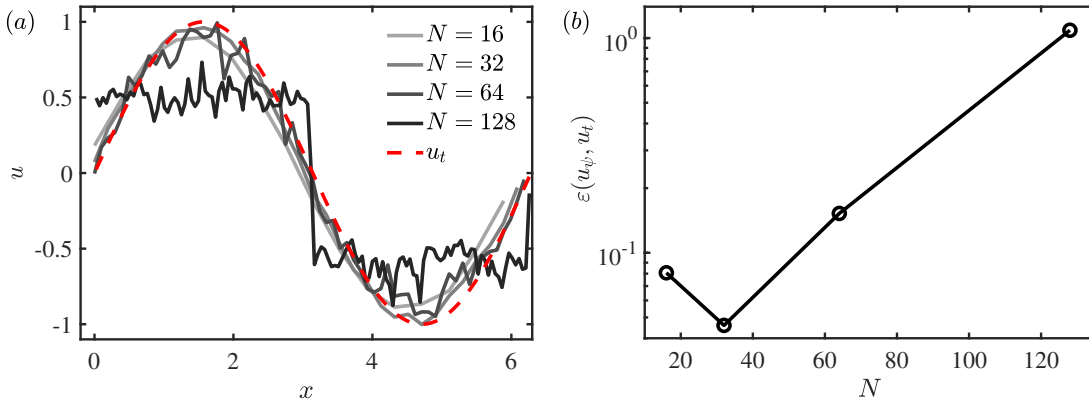 (a)
1
0.5
0
-0.5
-1
u
0
2
4
6
x
N = 16
N = 32
N = 64
N = 128
u_t
(b)
10^0
10^{-1}
ε(u_ψ, u_t)
20
40
60
80
100
120
N